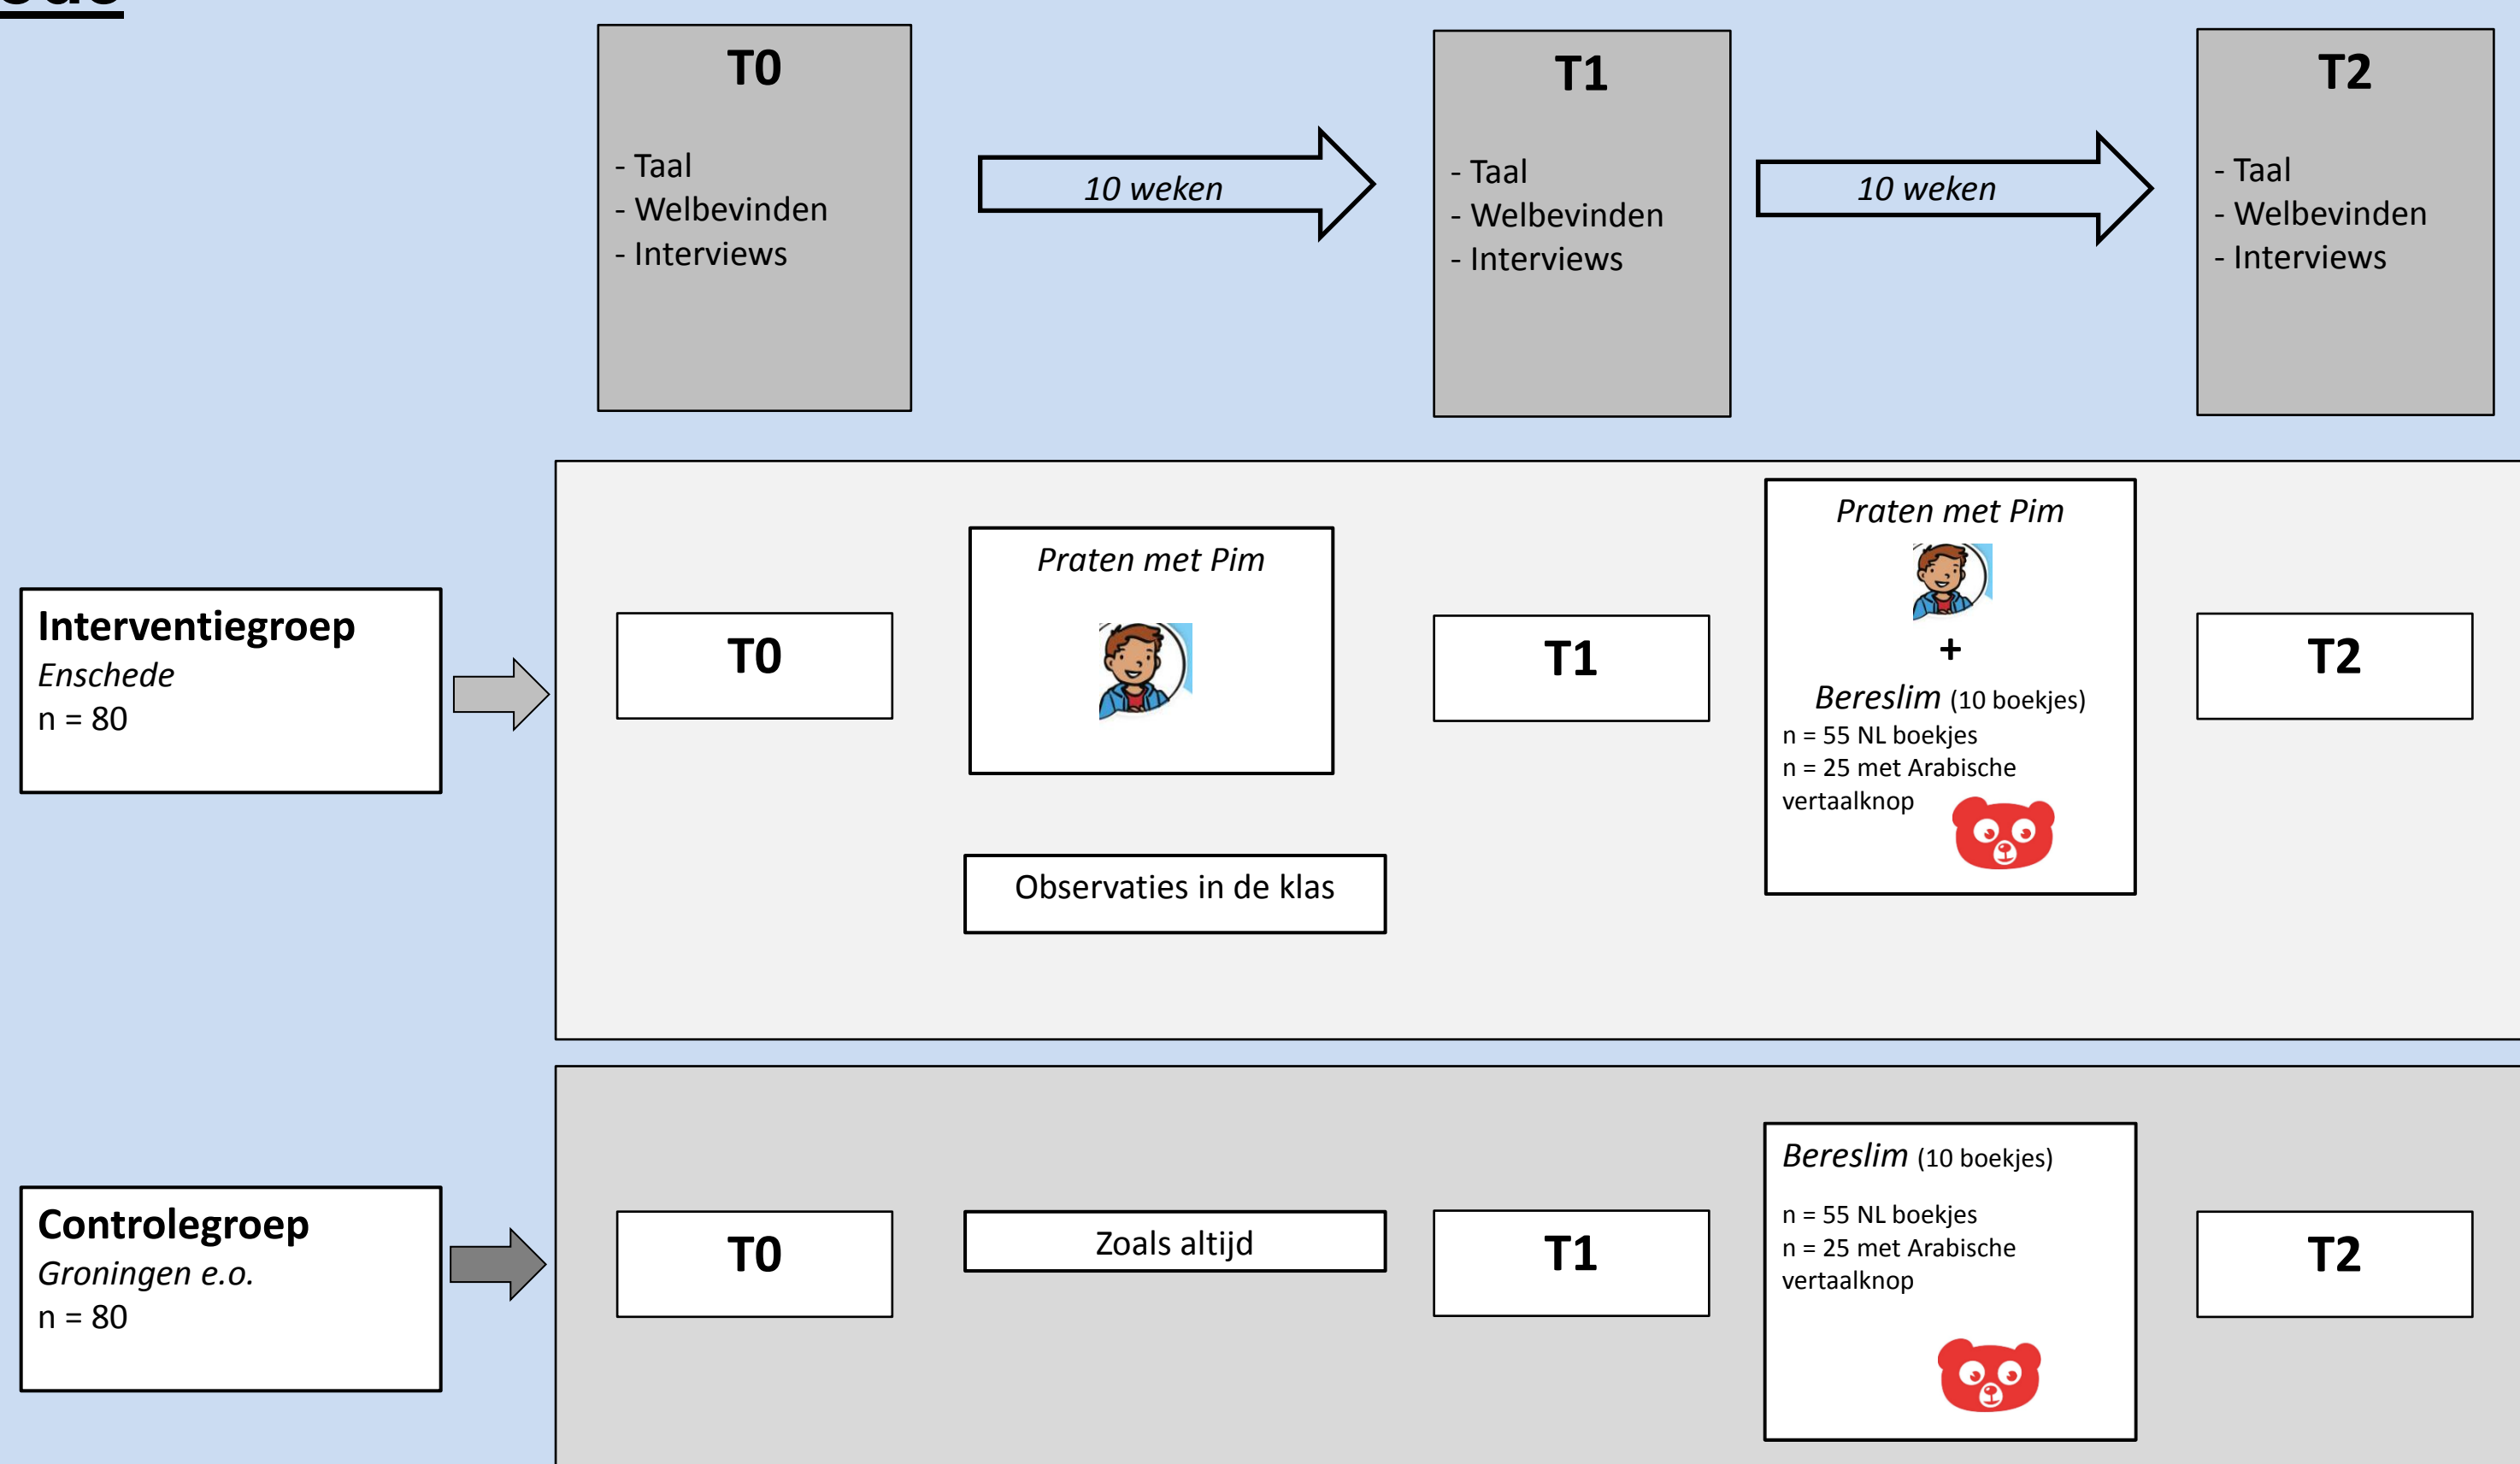 T0
- Taal
- Welbevinden
- Interviews
10 weken
T1
- Taal
- Welbevinden
- Interviews
10 weken
T2
- Taal
- Welbevinden
- Interviews
Interventiegroep
Enschede
n = 80
T0
Praten met Pim
Observaties in de klas
T1
Praten met Pim
+
Bereslim (10 boekjes)
n = 55 NL boekjes
n = 25 met Arabische
vertaalknop
T2
Controlegroep
Groningen e.o.
n = 80
T0
Zoals altijd
T1
Bereslim (10 boekjes)
n = 55 NL boekjes
n = 25 met Arabische
vertaalknop
T2